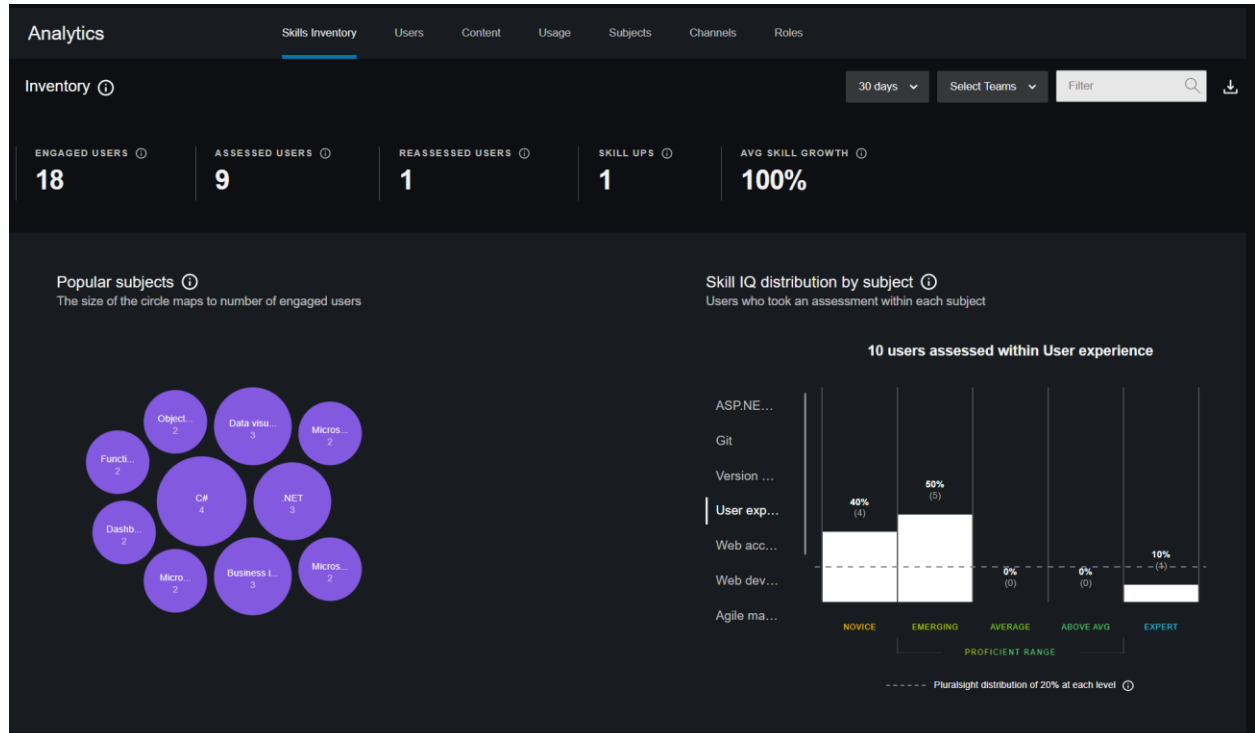 Analytics
Skills Inventory
Users
Content
Usage
Subjects
Channels
Roles
Inventory
30 days
Select Teams
Filter
ENGAGED USERS
18
ASSESSED USERS
9
REASSESSED USERS
1
SKILL UPS
1
AVG SKILL GROWTH
100%
Popular subjects
The size of the circle maps to number of engaged users
Object...
2
Data visu...
3
Micros...
2
Functi...
2
C#
4
.NET
3
Dashb...
2
Micro...
2
Business i...
3
Micros...
2
Skill IQ distribution by subject
Users who took an assessment within each subject
10 users assessed within User experience
ASP.NE...
Git
Version ...
User exp...
Web acc...
Web dev...
Agile ma...
40%
(4)
50%
(5)
0%
(0)
0%
(0)
10%
(1)
NOVICE
EMERGING
AVERAGE
ABOVE AVG
EXPERT
PROFICIENT RANGE
Pluralsight distribution of 20% at each level